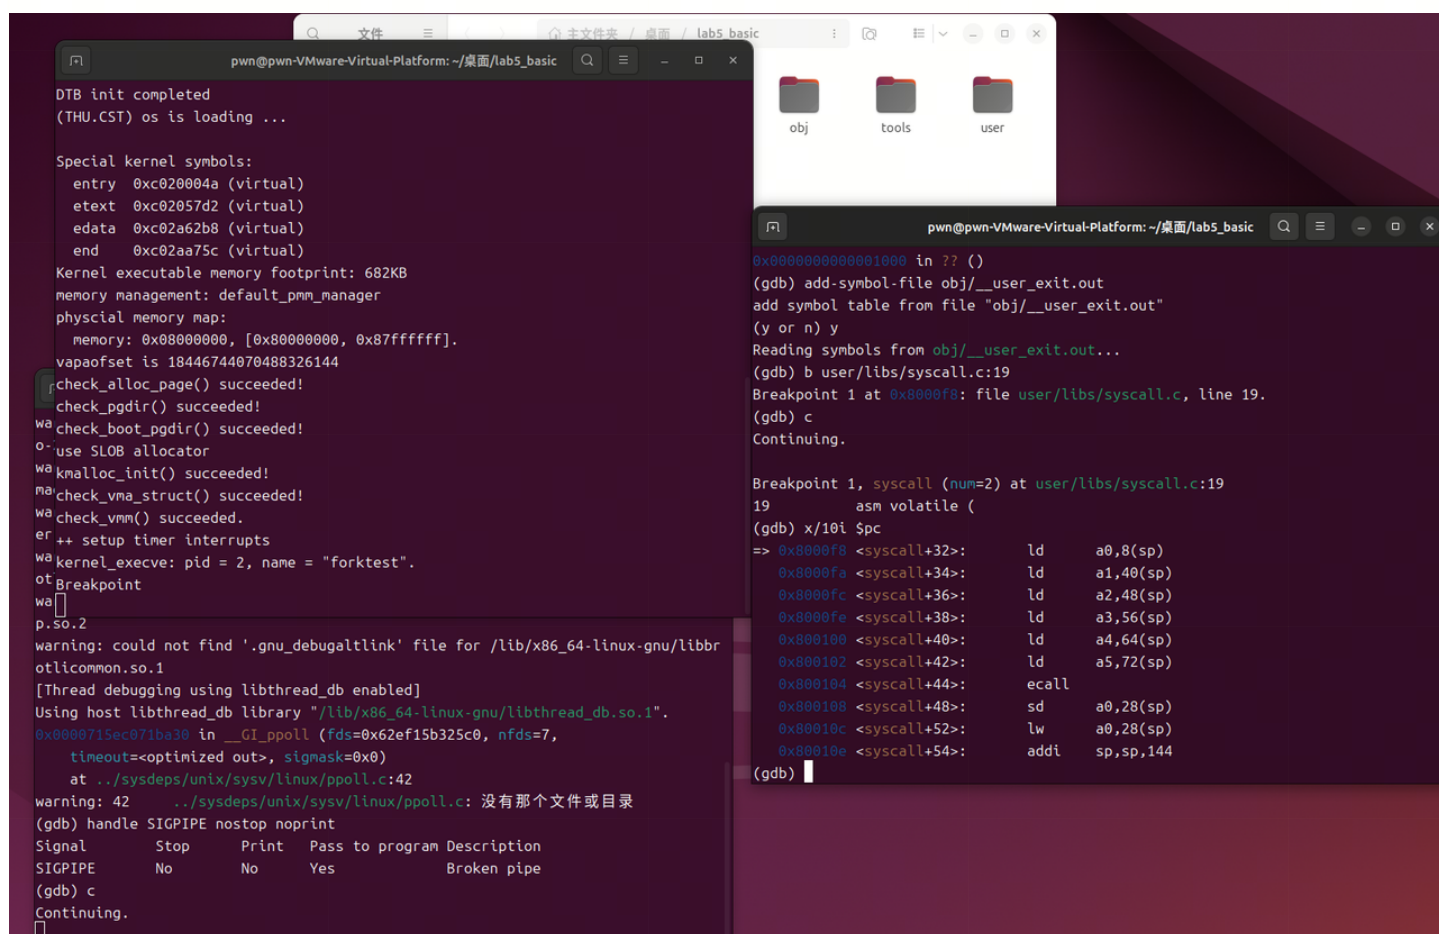 文件
主文件夹 / 桌面 / lab5_basic
obj
tools
user
pwn@pwn-VMware-Virtual-Platform: ~/桌面/lab5_basic
DTB init completed
(THU.CST) os is loading ...
Special kernel symbols:
entry 0xc020004a (virtual)
etext 0xc02057d2 (virtual)
edata 0xc02a62b8 (virtual)
end 0xc02aa75c (virtual)
Kernel executable memory footprint: 682KB
memory management: default_pmm_manager
physcial memory map:
memory: 0x08000000, [0x80000000, 0x87ffffff].
vapaofset is 18446744070488326144
check_alloc_page() succeeded!
check_pgdir() succeeded!
check_boot_pgdir() succeeded!
use SLOB allocator
kmalloc_init() succeeded!
check_vma_struct() succeeded!
check_vmm() succeeded.
++ setup timer interrupts
kernel_execve: pid = 2, name = "forktest".
Breakpoint
wa
o-
wa
ma
wa
er
wa
ot
wa
p.so.2
warning: could not find '.gnu_debugaltlink' file for /lib/x86_64-linux-gnu/libbr
otlicommon.so.1
[Thread debugging using libthread_db enabled]
Using host libthread_db library "/lib/x86_64-linux-gnu/libthread_db.so.1".
0x0000715ec071ba30 in __GI_ppoll (fds=0x62ef15b325c0, nfds=7,
timeout=<optimized out>, sigmask=0x0)
at ../sysdeps/unix/sysv/linux/ppoll.c:42
warning: 42 ../sysdeps/unix/sysv/linux/ppoll.c: 没有那个文件或目录
(gdb) handle SIGPIPE nostop noprint
Signal Stop Print Pass to program Description
SIGPIPE No No Yes Broken pipe
(gdb) c
Continuing.
pwn@pwn-VMware-Virtual-Platform: ~/桌面/lab5_basic
0x0000000000001000 in ?? ()
(gdb) add-symbol-file obj/__user_exit.out
add symbol table from file "obj/__user_exit.out"
(y or n) y
Reading symbols from obj/__user_exit.out...
(gdb) b user/libs/syscall.c:19
Breakpoint 1 at 0x8000f8: file user/libs/syscall.c, line 19.
(gdb) c
Continuing.
Breakpoint 1, syscall (num=2) at user/libs/syscall.c:19
19 asm volatile (
(gdb) x/10i $pc
=> 0x8000f8 <syscall+32>: ld a0,8(sp)
0x8000fa <syscall+34>: ld a1,40(sp)
0x8000fc <syscall+36>: ld a2,48(sp)
0x8000fe <syscall+38>: ld a3,56(sp)
0x800100 <syscall+40>: ld a4,64(sp)
0x800102 <syscall+42>: ld a5,72(sp)
0x800104 <syscall+44>: ecall
0x800108 <syscall+48>: sd a0,28(sp)
0x80010c <syscall+52>: lw a0,28(sp)
0x80010e <syscall+54>: addi sp,sp,144
(gdb)